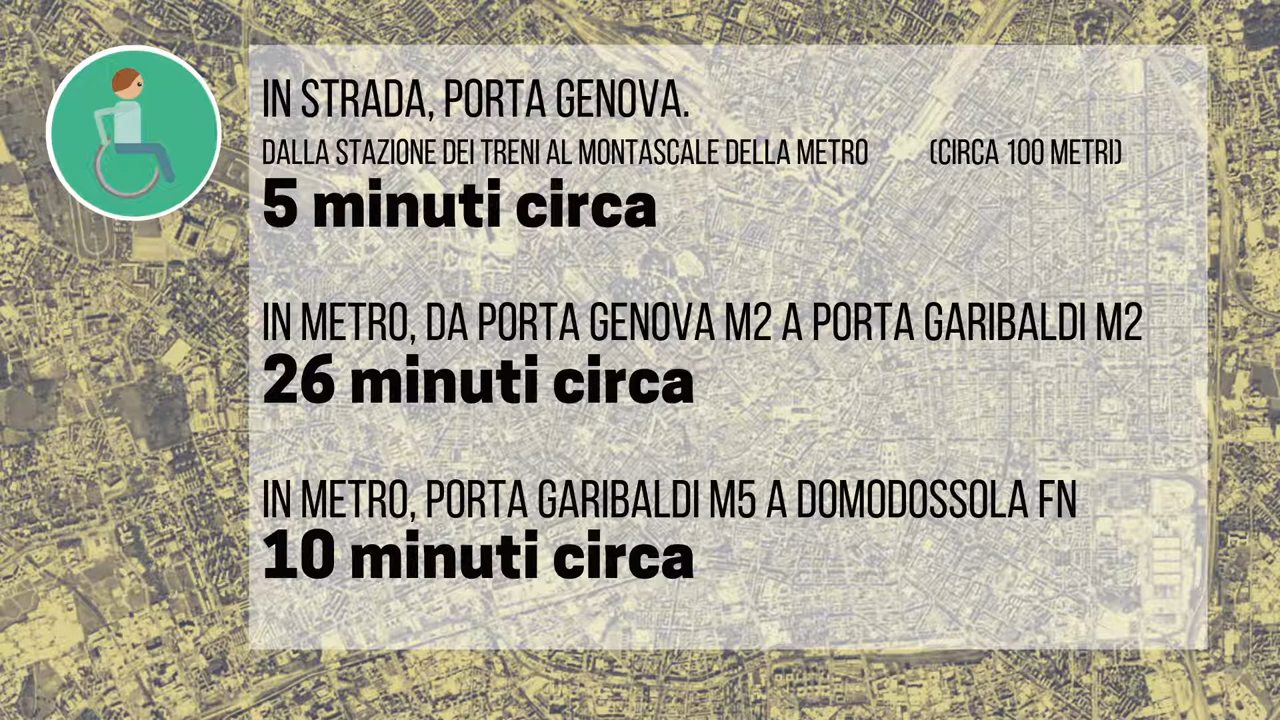 IN STRADA, PORTA GENOVA.
DALLA STAZIONE DEI TRENI AL MONTASCALE DELLA METRO (CIRCA 100 METRI)
5 minuti circa
IN METRO, DA PORTA GENOVA M2 A PORTA GARIBALDI M2
26 minuti circa
IN METRO, PORTA GARIBALDI M5 A DOMODOSSOLA FN
10 minuti circa